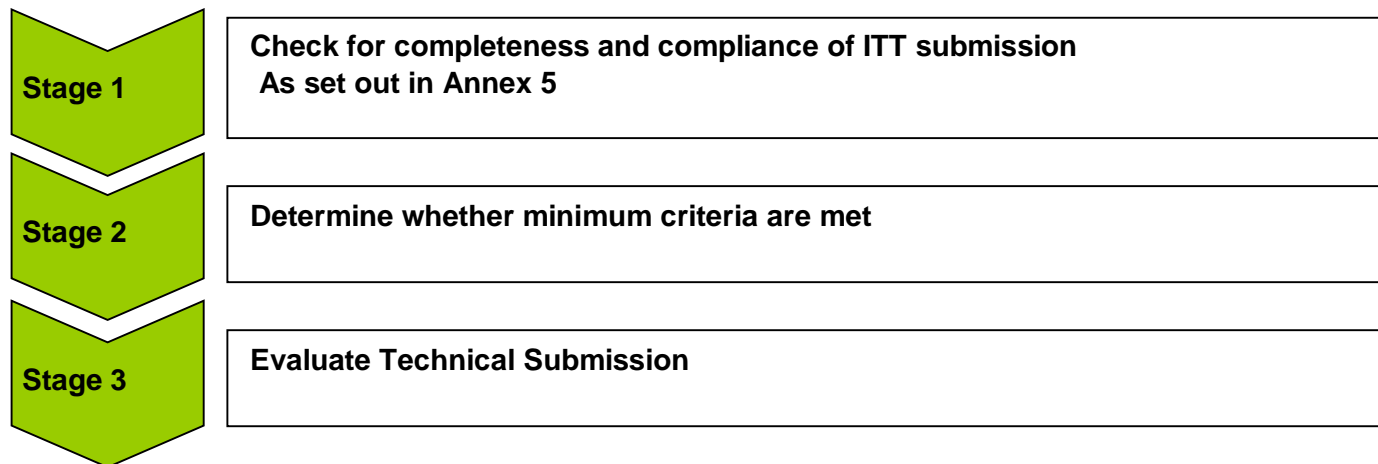 Stage 1
Check for completeness and compliance of ITT submission
As set out in Annex 5
Stage 2
Determine whether minimum criteria are met
Stage 3
Evaluate Technical Submission